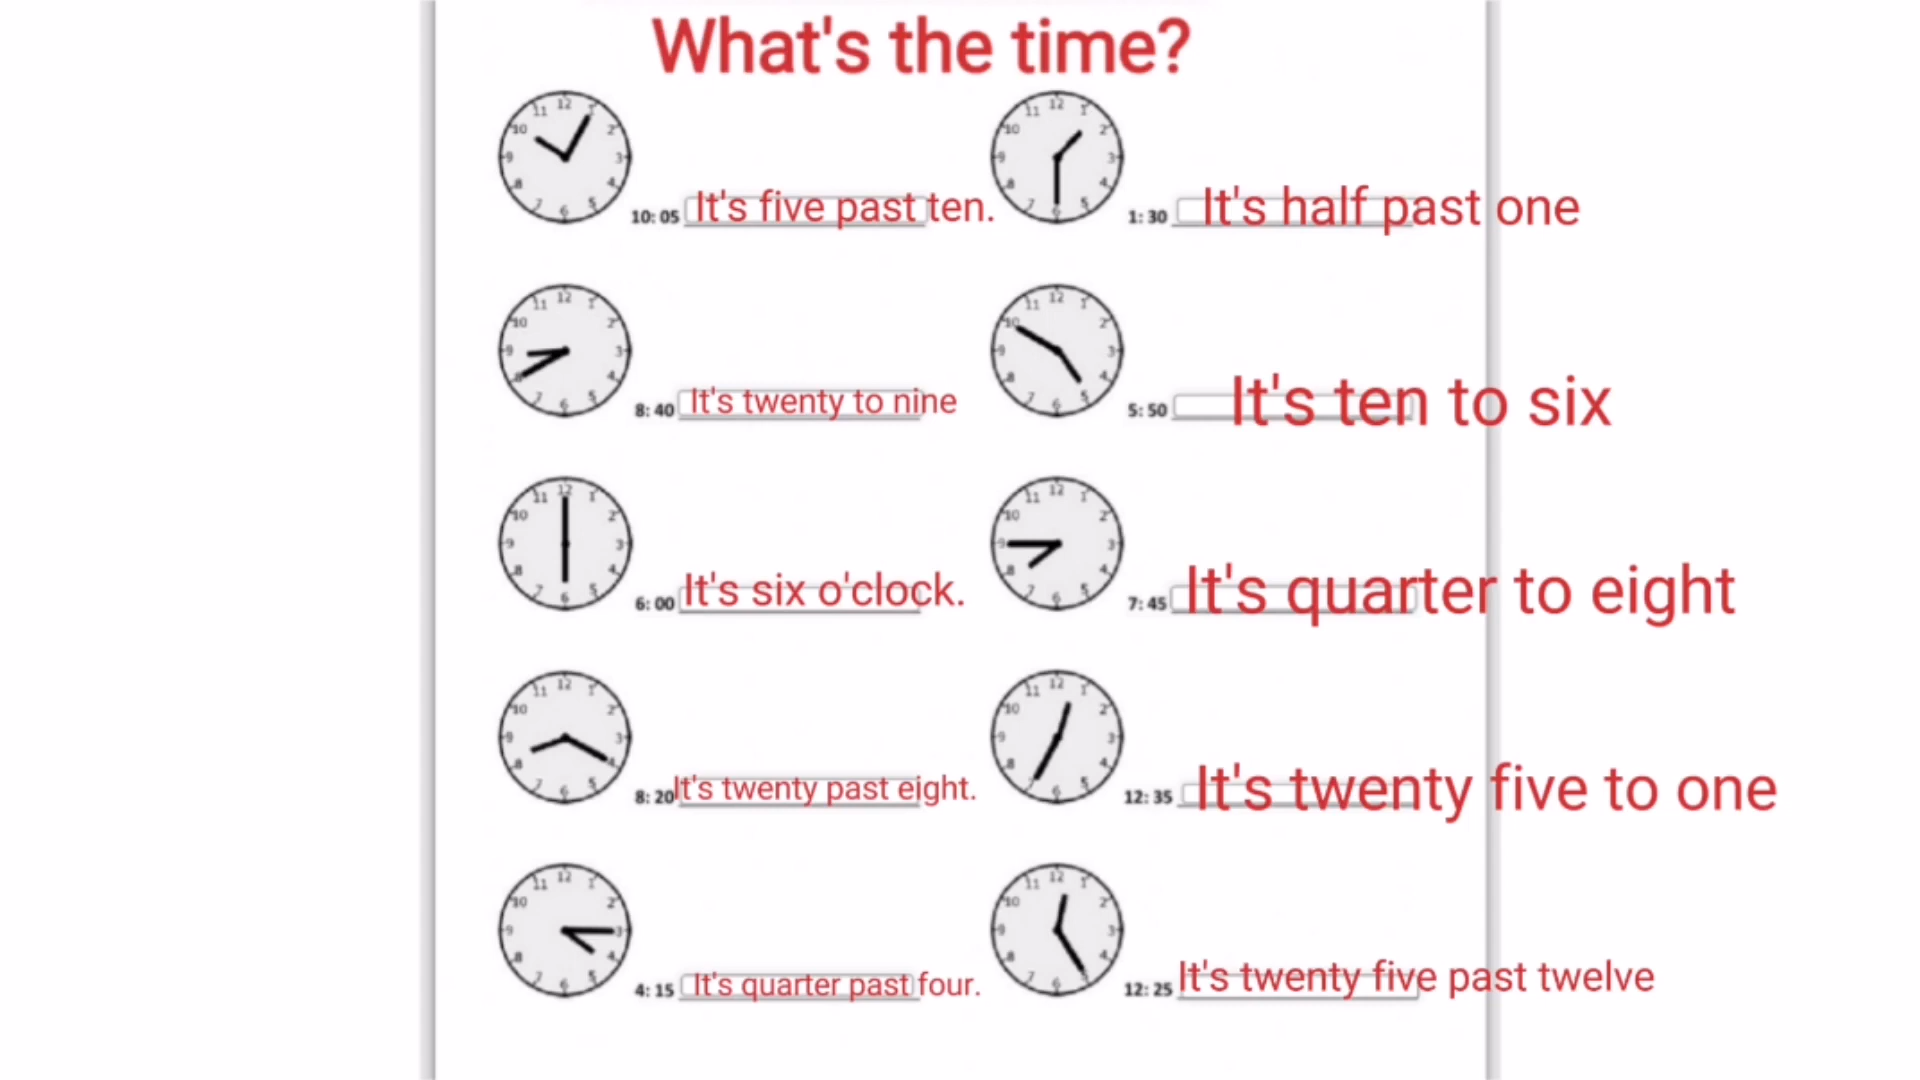 What's the time?
10: 05 It's five past ten.
1: 30 It's half past one
8: 40 It's twenty to nine
5: 50 It's ten to six
6: 00 It's six o'clock.
7: 45 It's quarter to eight
8: 20 It's twenty past eight.
12: 35 It's twenty five to one
4: 15 It's quarter past four.
12: 25 It's twenty five past twelve